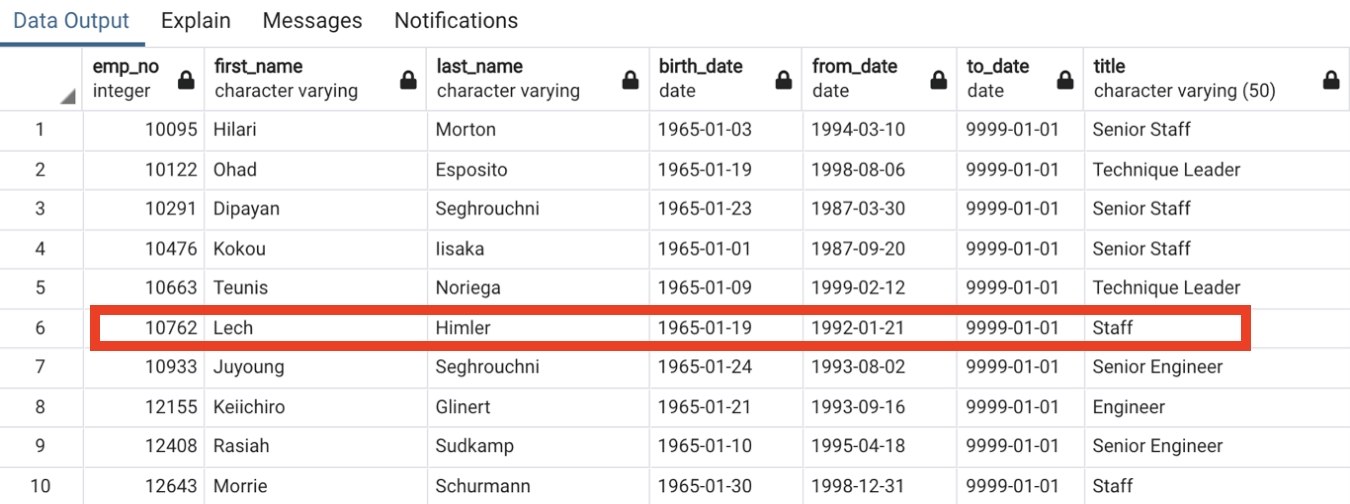 Data Output Explain Messages Notifications
emp_no first_name last_name birth_date from_date to_date title
integer character varying character varying date date date character varying (50)
1 10095 Hilari Morton 1965-01-03 1994-03-10 9999-01-01 Senior Staff
2 10122 Ohad Esposito 1965-01-19 1998-08-06 9999-01-01 Technique Leader
3 10291 Dipayan Seghrouchni 1965-01-23 1987-03-30 9999-01-01 Senior Staff
4 10476 Kokou Iisaka 1965-01-01 1987-09-20 9999-01-01 Senior Staff
5 10663 Teunis Noriega 1965-01-09 1999-02-12 9999-01-01 Technique Leader
6 10762 Lech Himler 1965-01-19 1992-01-21 9999-01-01 Staff
7 10933 Juyoung Seghrouchni 1965-01-24 1993-08-02 9999-01-01 Senior Engineer
8 12155 Keiichiro Glinert 1965-01-21 1993-09-16 9999-01-01 Engineer
9 12408 Rasiah Sudkamp 1965-01-10 1995-04-18 9999-01-01 Senior Engineer
10 12643 Morrie Schurmann 1965-01-30 1998-12-31 9999-01-01 Staff